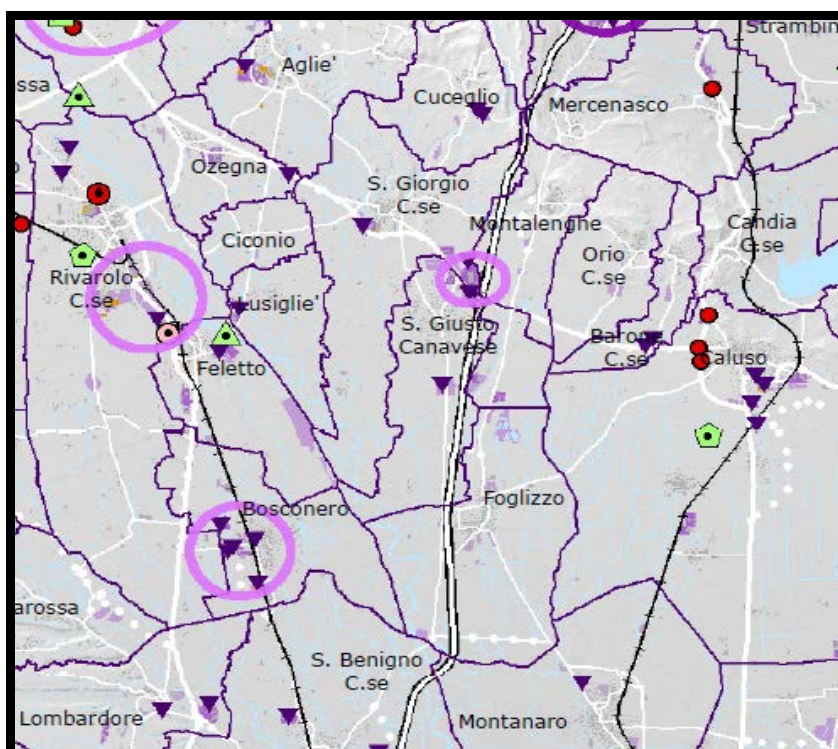 Strambin
Aglie'
ssa
Cuceglio
Mercenasco
Ozegna
S. Giorgio
C.se
Montalenghe
Candia
C.se
Ciconio
Orio
C.se
Rivarolo
C.se
Lusiglie'
S. Giusto
Canavese
Barone
C.se
Caluso
Feletto
Foglizzo
Bosconero
arossa
S. Benigno
C.se
Lombardore
Montanaro